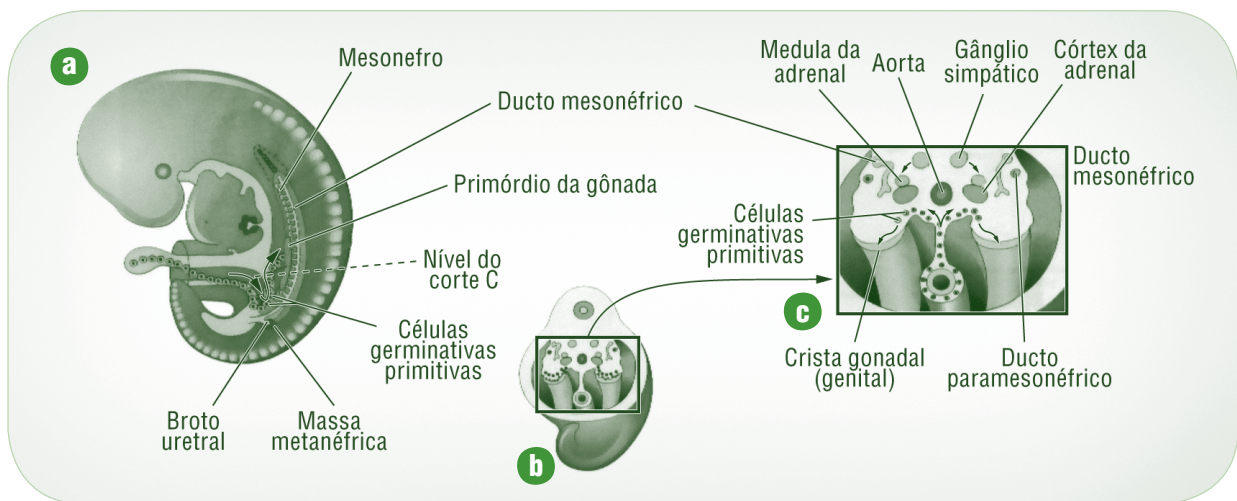 a
Mesonefro
Ducto mesonéfrico
Primórdio da gônada
Nível do
corte C
Células
germinativas
primitivas
Broto
uretral
Massa
metanéfrica
b
Medula da
adrenal
Aorta
Gânglio
simpático
Córtex da
adrenal
Ducto
mesonéfrico
Células
germinativas
primitivas
c
Crista gonadal
(genital)
Ducto
paramesonéfrico